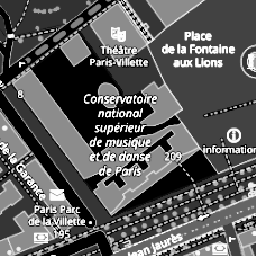 Place
de la Fontaine
aux Lions
Théâtre
Paris-Villette
8
Conservatoire
national
supérieur
de musique
et de danse
de Paris
information
209
de la Garance
Paris Parc
de la Villette
195
Jean Jaurès